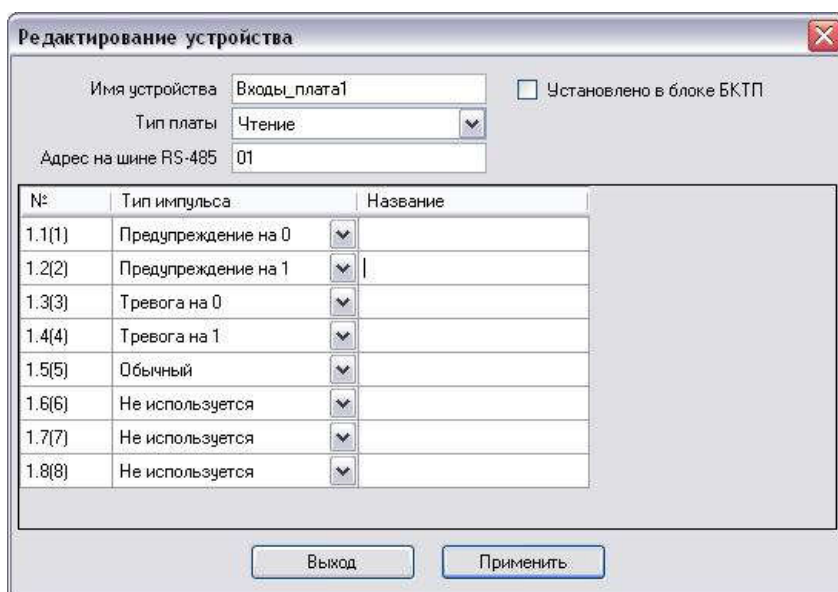 Редактирование устройства
Имя устройства Входы_плата1 Установлено в блоке БКТП
Тип платы Чтение
Адрес на шине RS-485 01
№ Тип импульса Название
1.1(1) Предупреждение на 0
1.2(2) Предупреждение на 1
1.3(3) Тревога на 0
1.4(4) Тревога на 1
1.5(5) Обычный
1.6(6) Не используется
1.7(7) Не используется
1.8(8) Не используется
Выход Применить